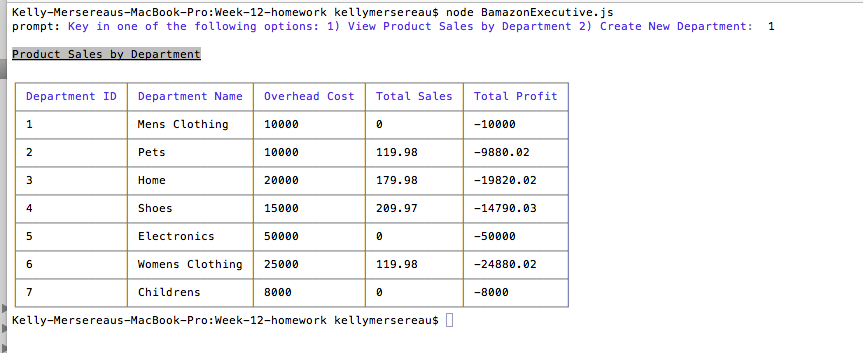 Kelly-Mersereaus-MacBook-Pro:Week-12-homework kellymersereau$ node BamazonExecutive.js
prompt: Key in one of the following options: 1) View Product Sales by Department 2) Create New Department:  1
Product Sales by Department
Department ID Department Name Overhead Cost Total Sales Total Profit
1 Mens Clothing 10000 0 -10000
2 Pets 10000 119.98 -9880.02
3 Home 20000 179.98 -19820.02
4 Shoes 15000 209.97 -14790.03
5 Electronics 50000 0 -50000
6 Womens Clothing 25000 119.98 -24880.02
7 Childrens 8000 0 -8000
Kelly-Mersereaus-MacBook-Pro:Week-12-homework kellymersereau$